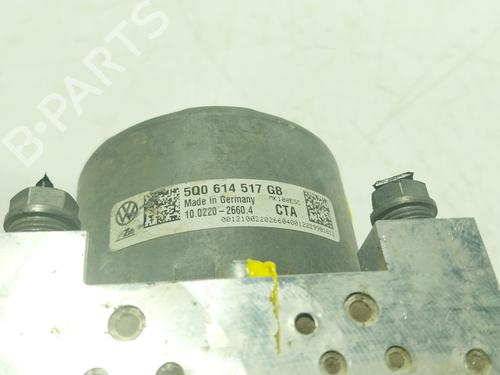 B-PARTS
5Q0 614 517 GB
Made in Germany
MK100ESC
10.0220-2660.4
CTA